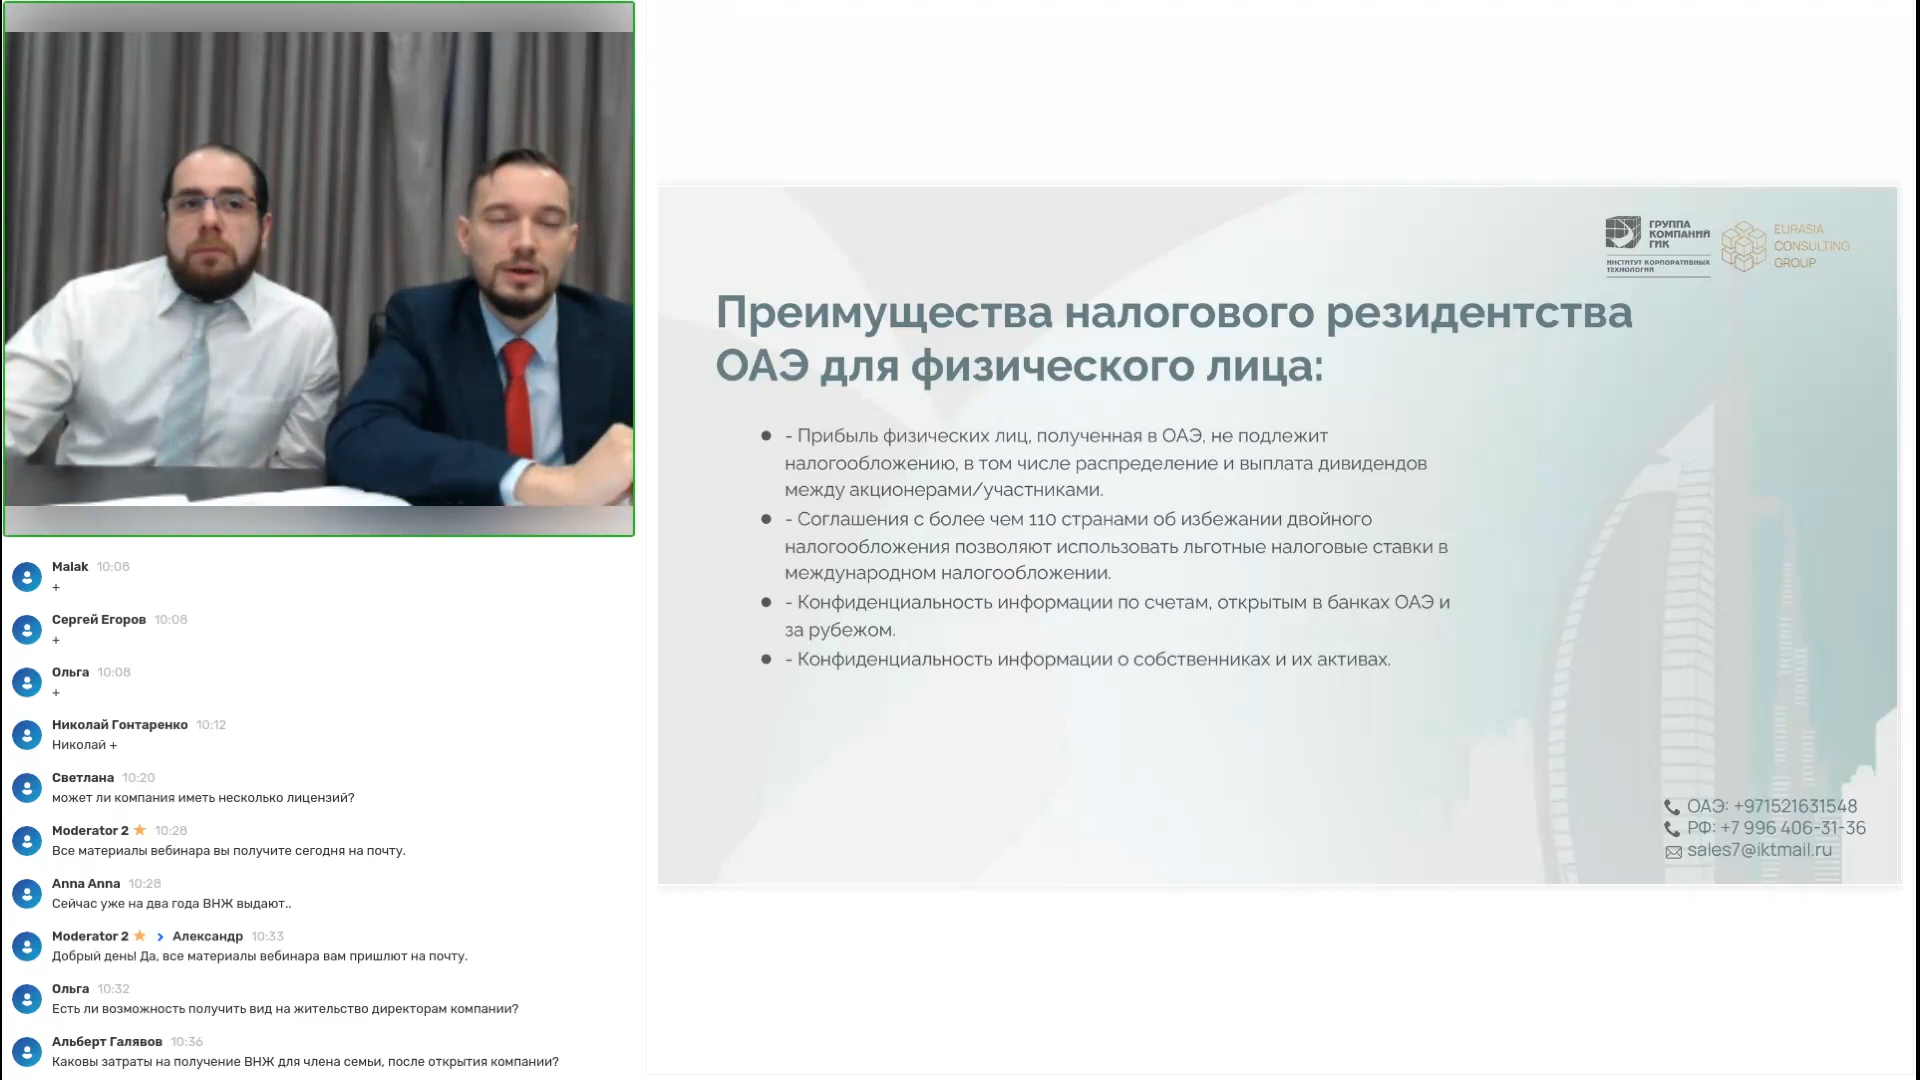 Malak 10:08
+
Сергей Егоров 10:08
+
Ольга 10:08
+
Николай Гонтаренко 10:12
Николай +
Светлана 10:20
может ли компания иметь несколько лицензий?
Moderator 2 10:28
Все материалы вебинара вы получите сегодня на почту.
Anna Anna 10:28
Сейчас уже на два года ВНЖ выдают..
Moderator 2 Александр 10:33
Добрый день! Да, все материалы вебинара вам пришлют на почту.
Ольга 10:32
Есть ли возможность получить вид на жительство директорам компании?
Альберт Галявов 10:36
Каковы затраты на получение ВНЖ для члена семьи, после открытия компании?
ГРУППА
КОМПАНИЙ
ГИК
ИНСТИТУТ КОРПОРАТИВНЫХ
ТЕХНОЛОГИЙ
EURASIA
CONSULTING
GROUP
Преимущества налогового резидентства
ОАЭ для физического лица:
● - Прибыль физических лиц, полученная в ОАЭ, не подлежит
налогообложению, в том числе распределение и выплата дивидендов
между акционерами/участниками.
● - Соглашения с более чем 110 странами об избежании двойного
налогообложения позволяют использовать льготные налоговые ставки в
международном налогообложении.
● - Конфиденциальность информации по счетам, открытым в банках ОАЭ и
за рубежом.
● - Конфиденциальность информации о собственниках и их активах.
ОАЭ: +971521631548
РФ: +7 996 406-31-36
sales7@iktmail.ru